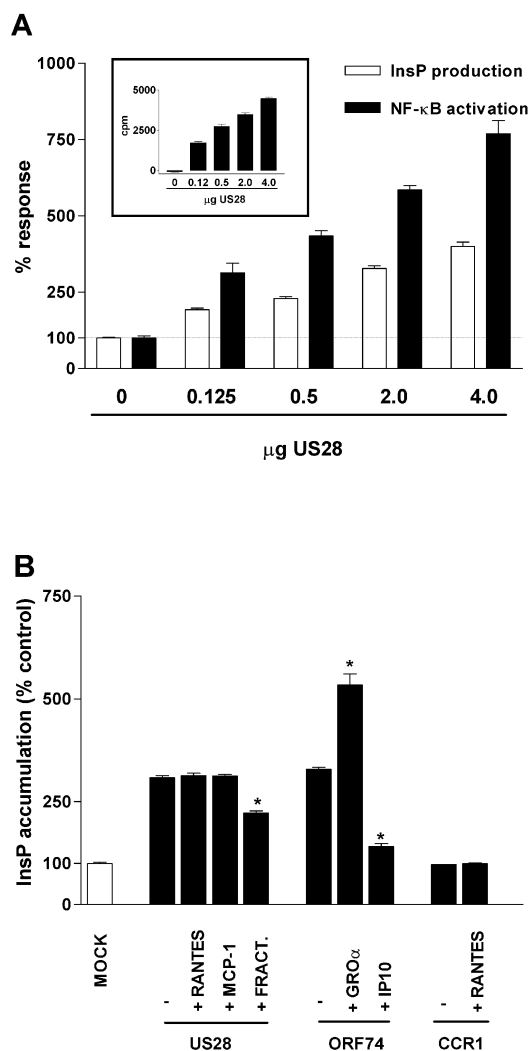 A
1000
750
500
250
100
0
% response
InsP production
NF-κB activation
5000
2500
0
cpm
0 0.12 0.5 2.0 4.0
μg US28
0 0.125 0.5 2.0 4.0
μg US28
B
750
500
250
100
0
InsP accumulation (% control)
*
*
*
MOCK
-
+ RANTES
+ MCP-1
+ FRACT.
-
+ GROα
+ IP10
-
+ RANTES
US28 ORF74 CCR1